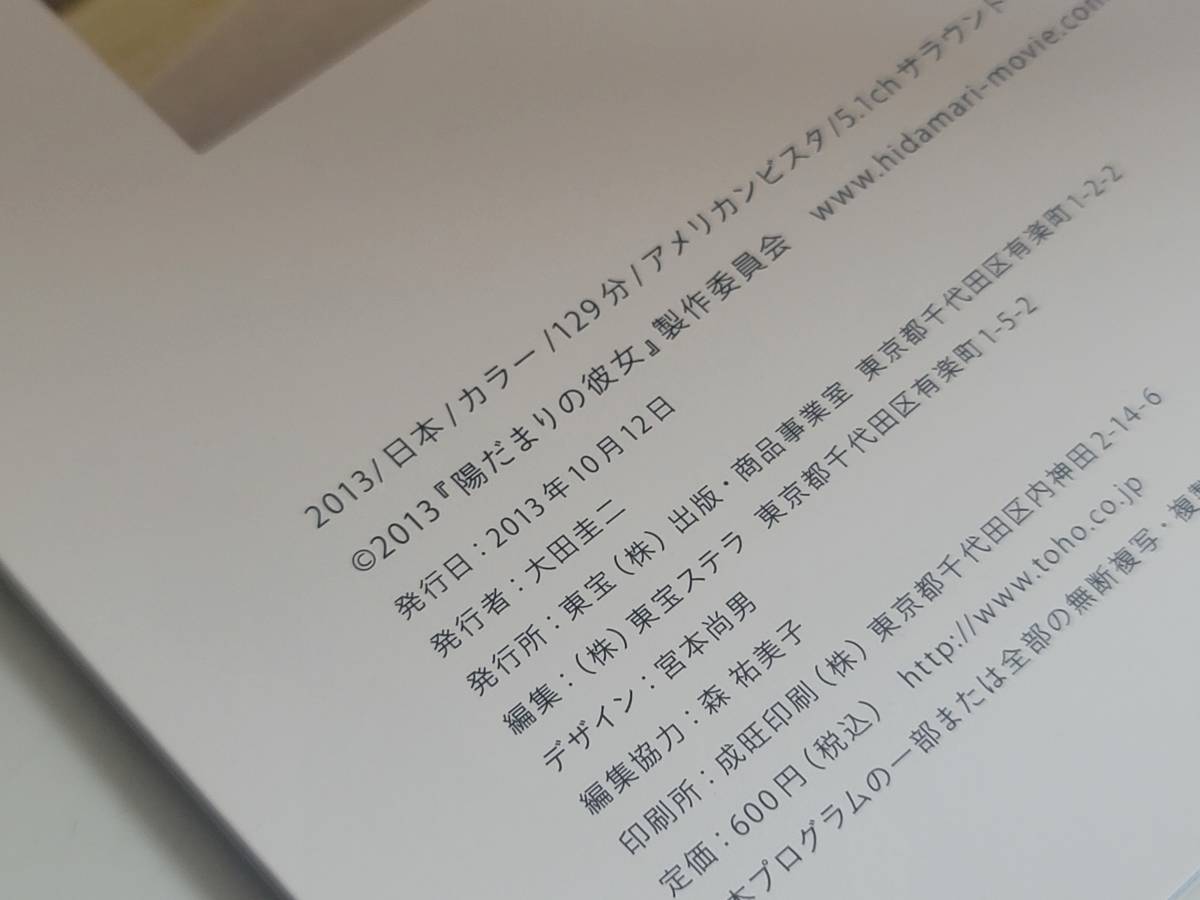 2013/日本/カラー/129分/アメリカンビスタ/5.1chサラウンド
©2013『陽だまりの彼女』製作委員会 www.hidamari-movie.com
発行日：2013年10月12日
発行者：大田圭二
発行所：東宝（株）出版・商品事業室 東京都千代田区有楽町1-2-2
編集：（株）東宝ステラ 東京都千代田区有楽町1-5-2
デザイン：宮本尚男
編集協力：森 祐美子
印刷所：成旺印刷（株）東京都千代田区内神田2-14-6
定価：600円（税込） http://www.toho.co.jp
本プログラムの一部または全部の無断複写・複製